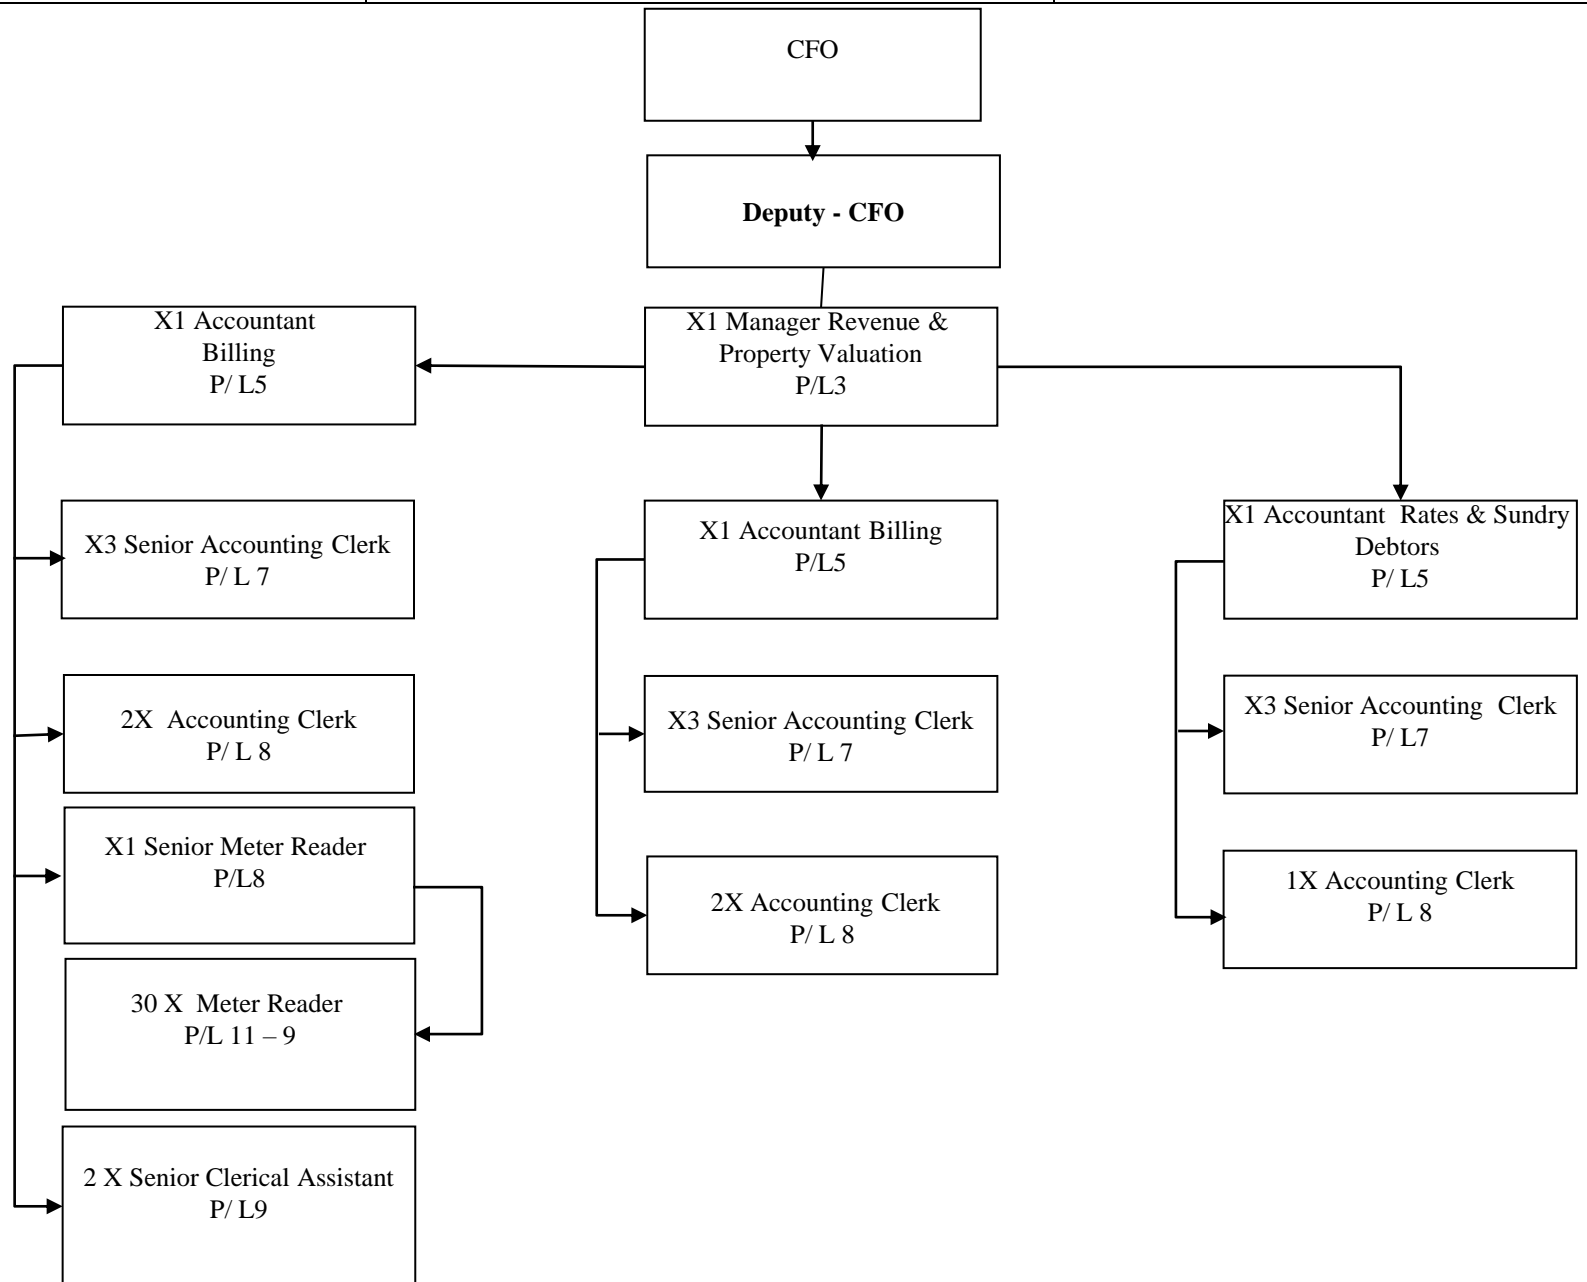 CFO
Deputy - CFO
X1 Manager Revenue &
Property Valuation
P/L3
X1 Accountant
Billing
P/ L5
X3 Senior Accounting Clerk
P/ L 7
2X Accounting Clerk
P/ L 8
X1 Senior Meter Reader
P/L8
30 X Meter Reader
P/L 11 – 9
2 X Senior Clerical Assistant
P/ L9
X1 Accountant Billing
P/L5
X3 Senior Accounting Clerk
P/ L 7
2X Accounting Clerk
P/ L 8
X1 Accountant Rates & Sundry
Debtors
P/ L5
X3 Senior Accounting Clerk
P/ L7
1X Accounting Clerk
P/ L 8